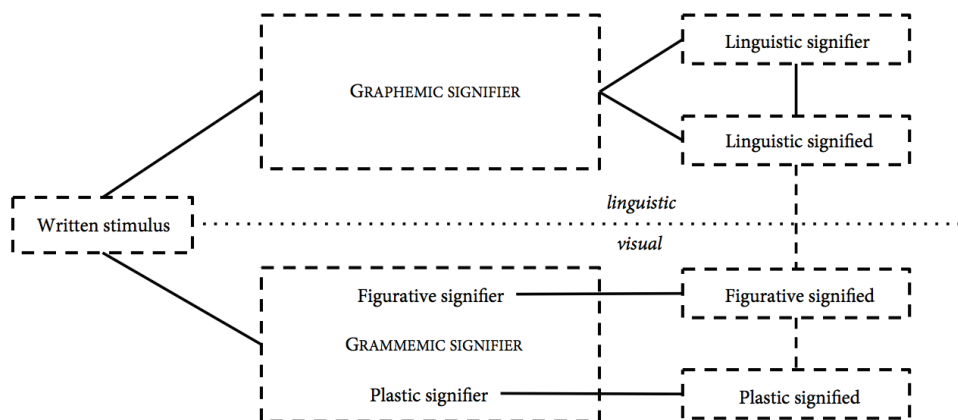 Linguistic signifier
GRAPHEMIC SIGNIFIER
Linguistic signified
linguistic
Written stimulus
visual
Figurative signifier
Figurative signified
GRAMMEMIC SIGNIFIER
Plastic signifier
Plastic signified